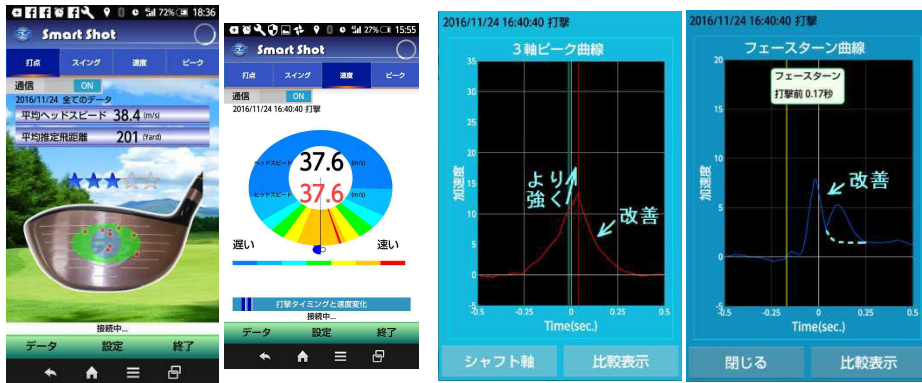 72% 18:36
Smart Shot
打点 スイング 速度 ピーク
通信 ON
2016/11/24 全てのデータ
平均ヘッドスピード 38.4 (m/s)
平均推定飛距離 201 (Yard)
接続中...
データ 設定 終了
27% 15:55
Smart Shot
打点 スイング 速度 ピーク
通信 ON
2016/11/24 16:40:40 打撃
ヘッドスピード 37.6 (m/s)
ヒッドスピード 37.6 (m/s)
遅い 速い
打撃タイミングと速度変化
接続中...
データ 設定 終了
2016/11/24 16:40:40 打撃
3軸ピーク曲線
35
30
25
20
15
10
5
0
-5
加速度
より
強く
改善
-0.5 -0.25 0 0.25 0.5
Time(sec.)
シャフト軸 比較表示
2016/11/24 16:40:40 打撃
フェースターン曲線
20
15
10
5
0
-5
加速度
フェースターン
打撃前 0.17秒
改善
-0.5 -0.25 0 0.25 0.5
Time(sec.)
閉じる 比較表示